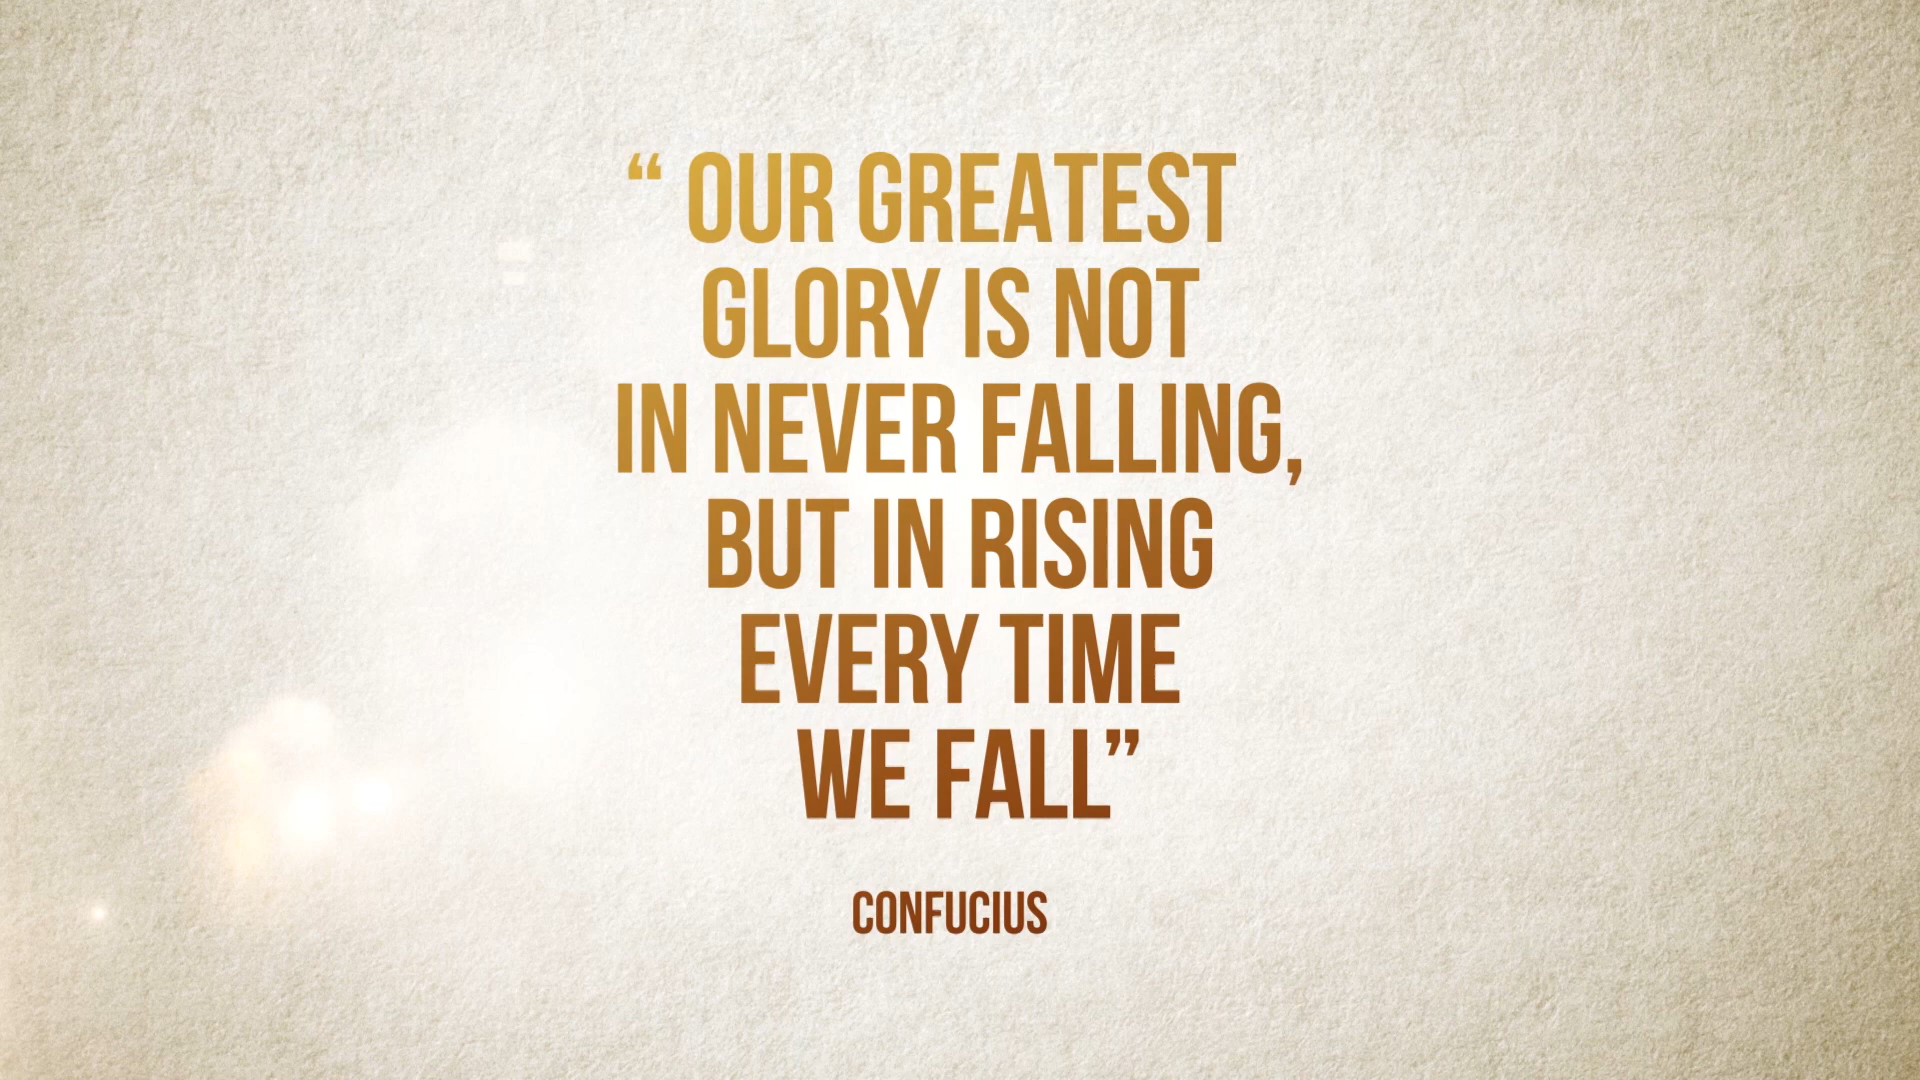 “ OUR GREATEST
GLORY IS NOT
IN NEVER FALLING,
BUT IN RISING
EVERY TIME
WE FALL”
CONFUCIUS